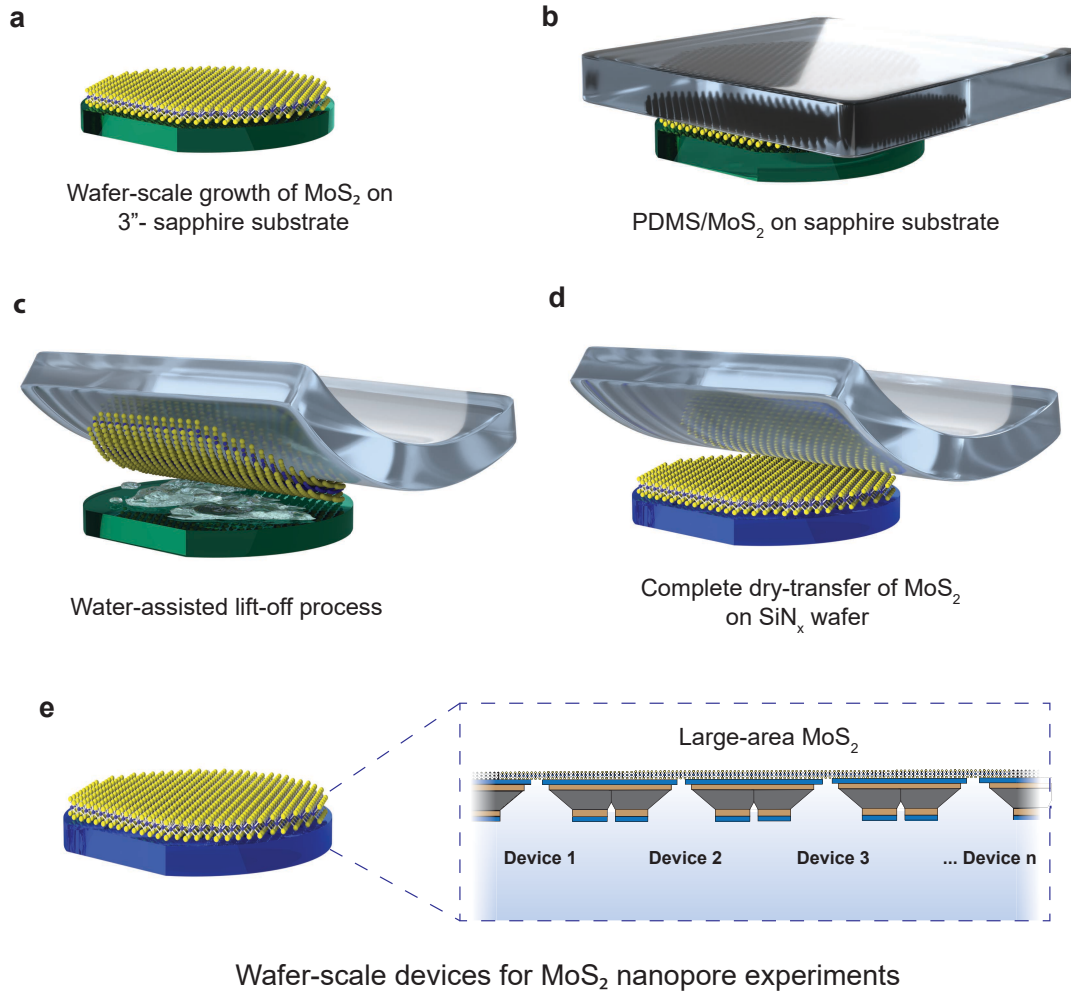 a
b
Wafer-scale growth of MoS₂ on
3”- sapphire substrate
PDMS/MoS₂ on sapphire substrate
c
d
Water-assisted lift-off process
Complete dry-transfer of MoS₂
on SiNₓ wafer
e
Large-area MoS₂
Device 1 Device 2 Device 3 ... Device n
Wafer-scale devices for MoS₂ nanopore experiments